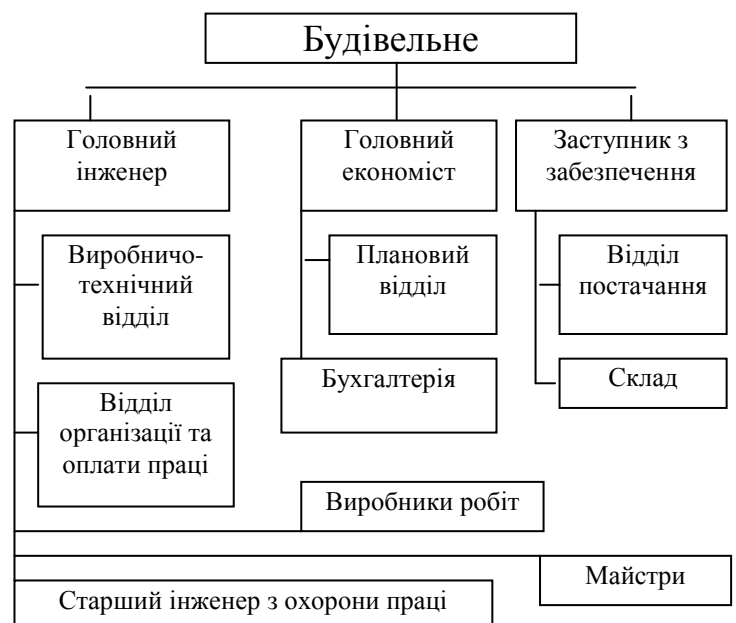 Будівельне
Головний
інженер
Головний
економіст
Заступник з
забезпечення
Виробничо-
технічний
відділ
Плановий
відділ
Відділ
постачання
Бухгалтерія
Склад
Відділ
організації та
оплати праці
Виробники робіт
Майстри
Старший інженер з охорони праці